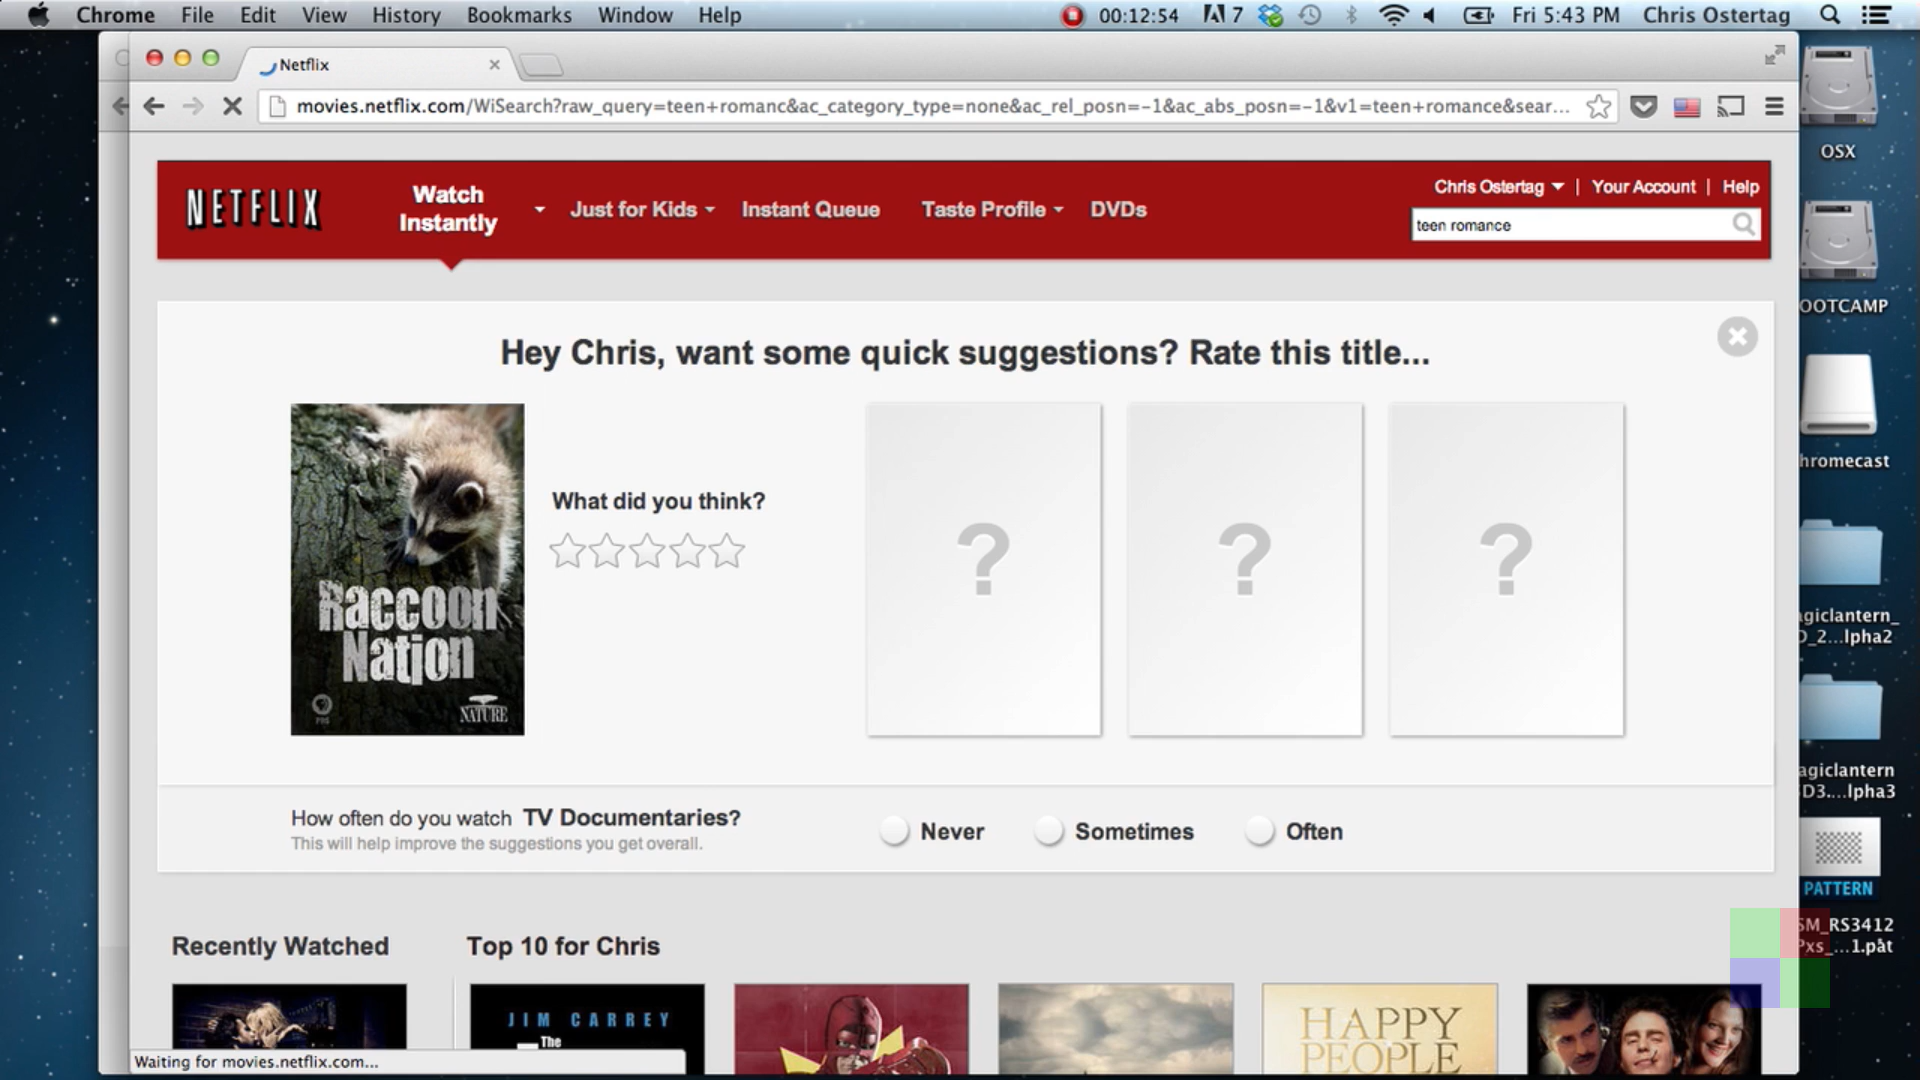 Chrome File Edit View History Bookmarks Window Help 00:12:54 7 Fri 5:43 PM Chris Ostertag
Netflix
movies.netflix.com/WiSearch?raw_query=teen+romanc&ac_category_type=none&ac_rel_posn=-1&ac_abs_posn=-1&v1=teen+romance&sear...
OSX
NETFLIX
Watch Instantly
Just for Kids
Instant Queue
Taste Profile
DVDs
Chris Ostertag | Your Account | Help
teen romance
OOTCAMP
Hey Chris, want some quick suggestions? Rate this title...
What did you think?
? ? ?
Raccoon
Nation
PBS
NATURE
hromecast
agiclantern_
D_2...lpha2
agiclantern
D3....lpha3
How often do you watch TV Documentaries?
This will help improve the suggestions you get overall.
Never Sometimes Often
PATTERN
SM_RS3412
Pxs_...1.pat
Recently Watched
Top 10 for Chris
JIM CARREY
The
HAPPY
PEOPLE
Waiting for movies.netflix.com...